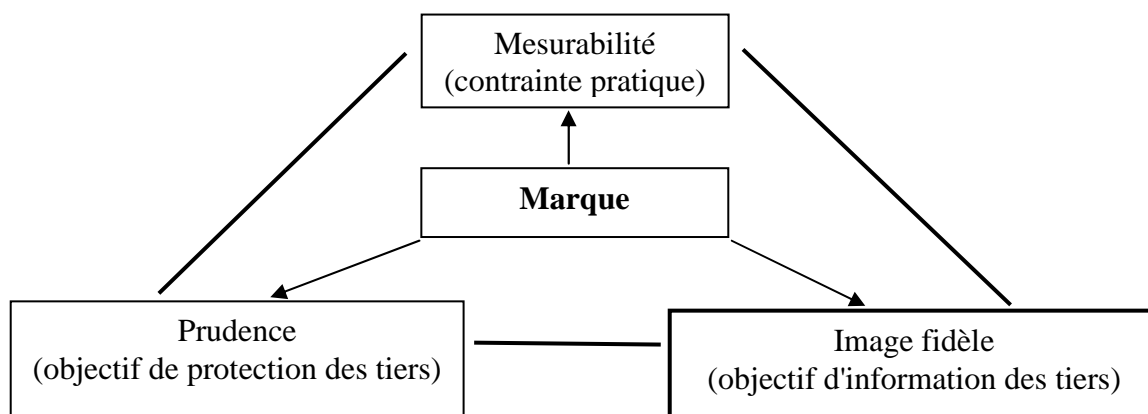 Mesurabilité
(contrainte pratique)
Marque
Prudence
(objectif de protection des tiers)
Image fidèle
(objectif d'information des tiers)